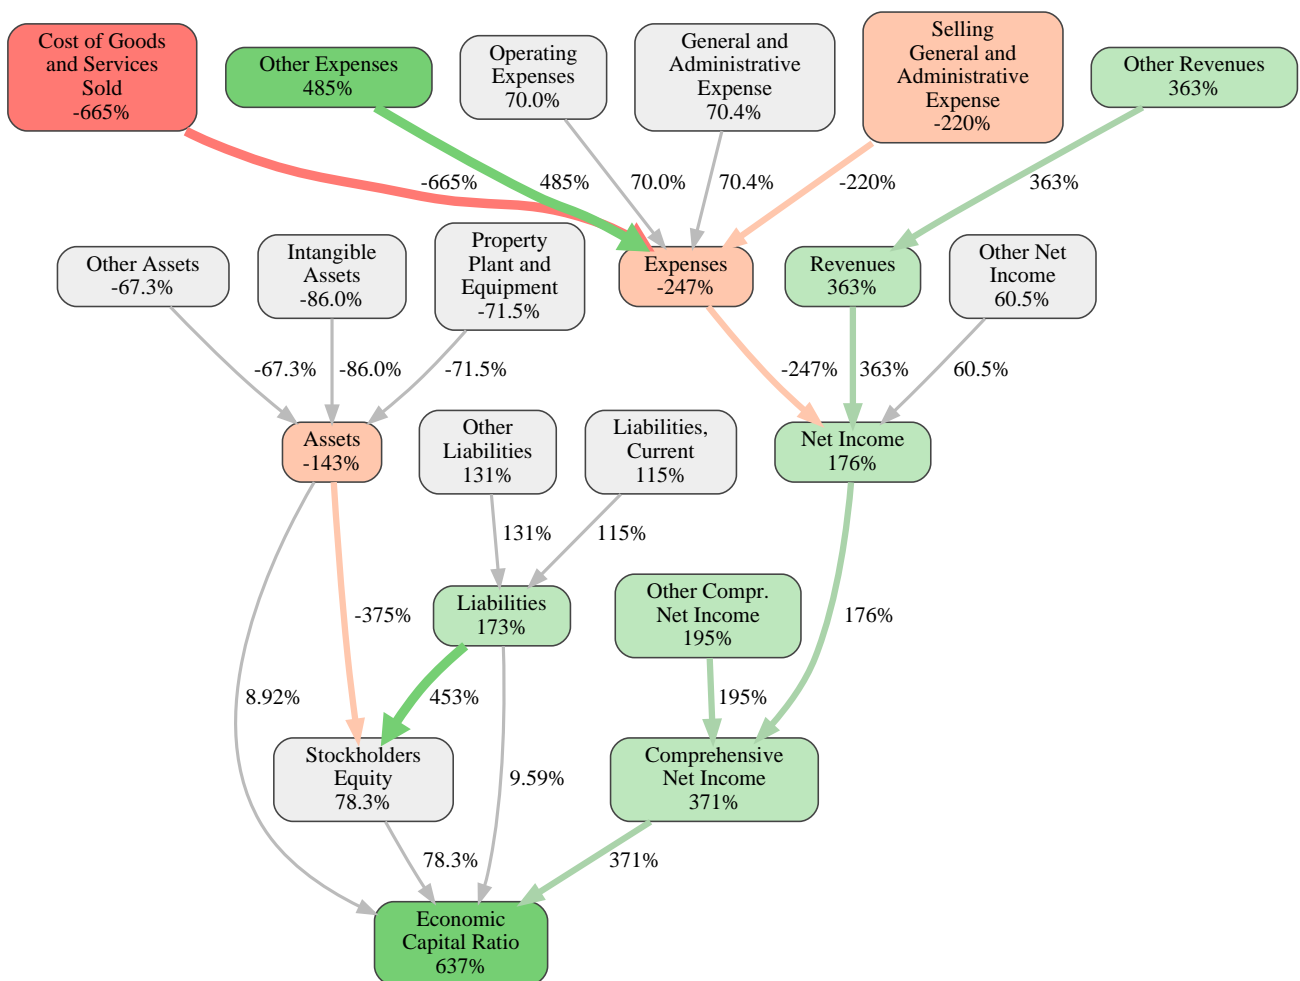 Cost of Goods
and Services
Sold
-665%
Other Expenses
485%
Operating
Expenses
70.0%
General and
Administrative
Expense
70.4%
Selling
General and
Administrative
Expense
-220%
Other Revenues
363%
-665%
485%
70.0%
70.4%
-220%
363%
Other Assets
-67.3%
Intangible
Assets
-86.0%
Property
Plant and
Equipment
-71.5%
Expenses
-247%
Revenues
363%
Other Net
Income
60.5%
-67.3%
-86.0%
-71.5%
-247%
363%
60.5%
Assets
-143%
Other
Liabilities
131%
Liabilities,
Current
115%
Net Income
176%
131%
115%
Liabilities
173%
Other Compr.
Net Income
195%
-375%
176%
8.92%
453%
195%
Stockholders
Equity
78.3%
9.59%
Comprehensive
Net Income
371%
78.3%
371%
Economic
Capital Ratio
637%